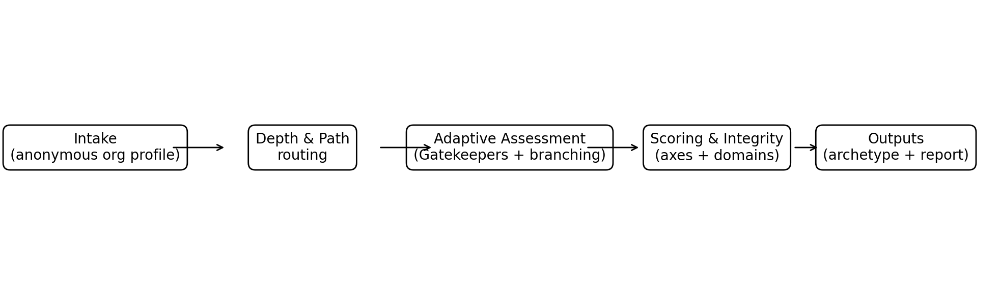 Intake
(anonymous org profile)
Depth & Path
routing
Adaptive Assessment
(Gatekeepers + branching)
Scoring & Integrity
(axes + domains)
Outputs
(archetype + report)